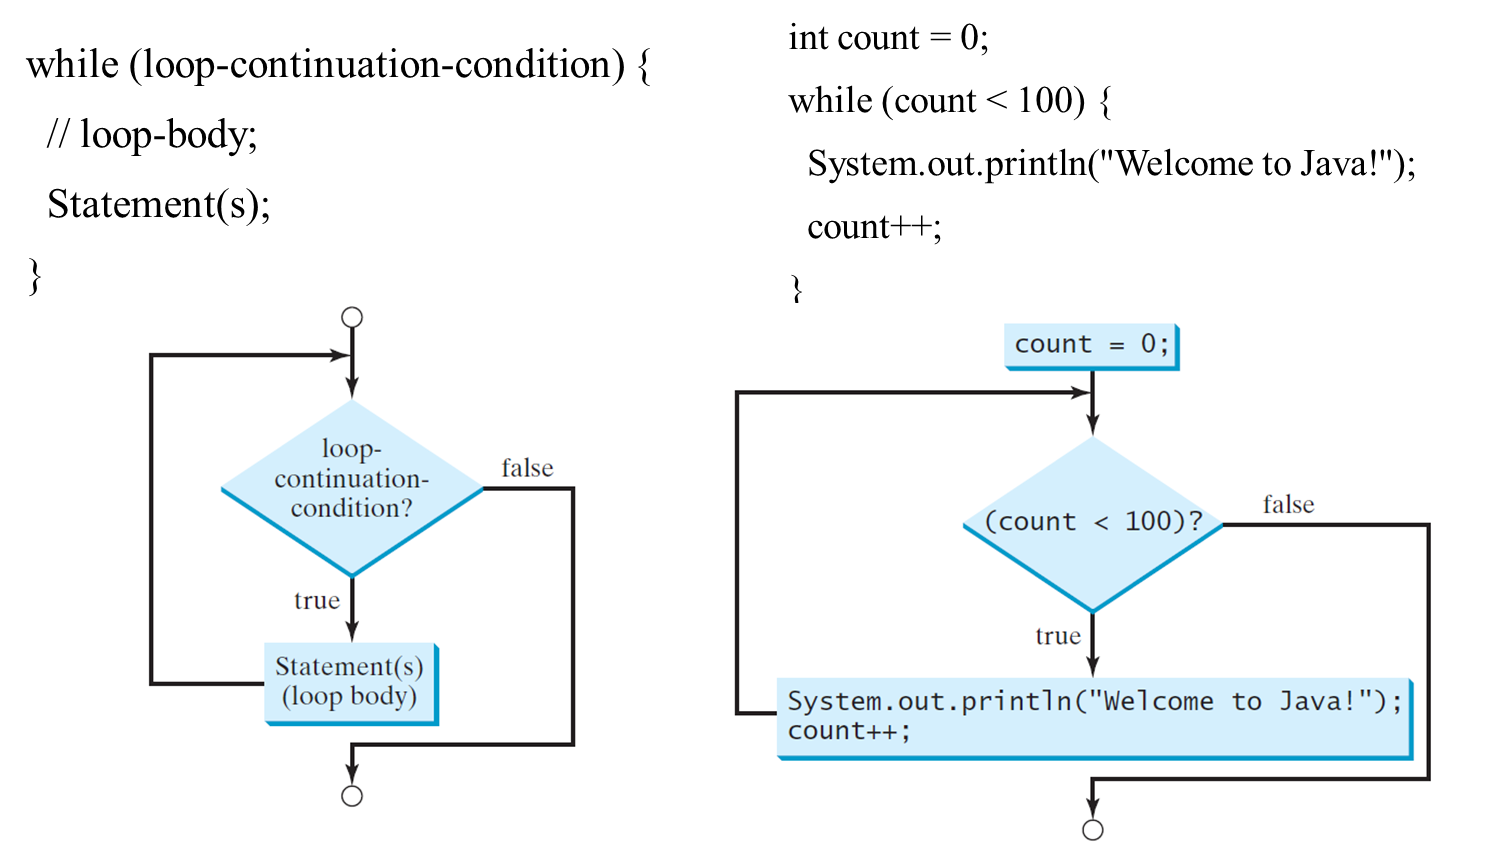 while (loop-continuation-condition) {
// loop-body;
Statement(s);
}
int count = 0;
while (count < 100) {
System.out.println("Welcome to Java!");
count++;
}
loop-
continuation-
condition?
false
true
Statement(s)
(loop body)
count = 0;
(count < 100)?
false
true
System.out.println("Welcome to Java!");
count++;